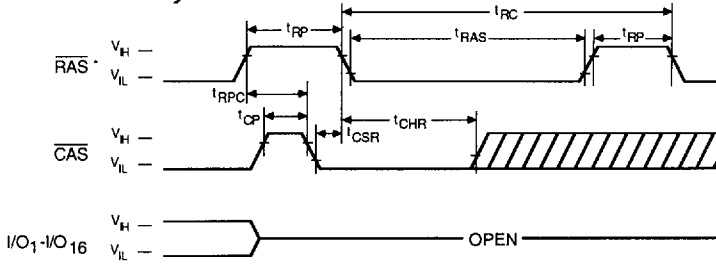 tRC
tRP
tRAS
tRP
RAS
VIH
VIL
tRPC
tCP
tCSR
tCHR
CAS
VIH
VIL
I/O1-I/O16
VIH
VIL
OPEN